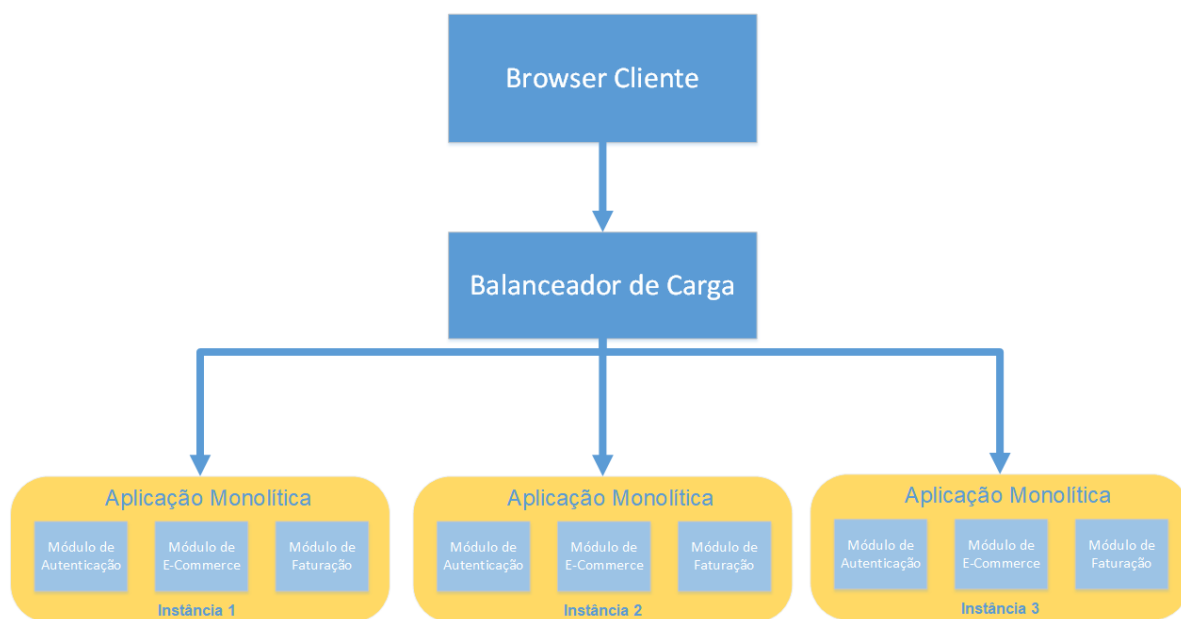 Browser Cliente
Balanceador de Carga
Aplicação Monolítica
Módulo de
Autenticação
Módulo de
E-Commerce
Módulo de
Faturação
Instância 1
Aplicação Monolítica
Módulo de
Autenticação
Módulo de
E-Commerce
Módulo de
Faturação
Instância 2
Aplicação Monolítica
Módulo de
Autenticação
Módulo de
E-Commerce
Módulo de
Faturação
Instância 3